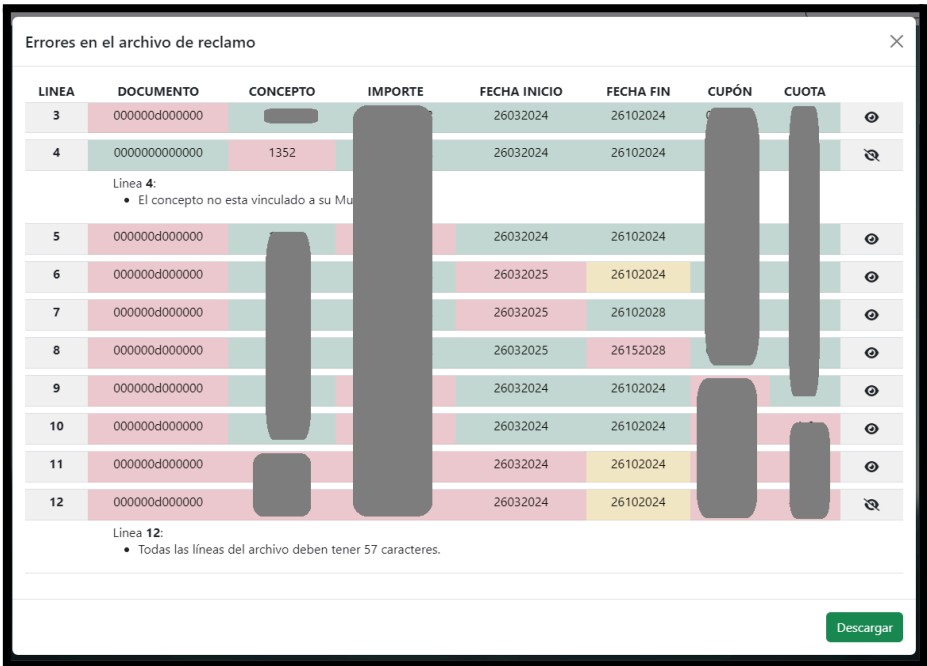 Errores en el archivo de reclamo
LINEA DOCUMENTO CONCEPTO IMPORTE FECHA INICIO FECHA FIN CUPÓN CUOTA
3 000000d000000 26032024 26102024
4 0000000000000 1352 26032024 26102024
Linea 4:
• El concepto no esta vinculado a su
5 000000d000000 26032024 26102024
6 000000d000000 26032025 26102024
7 000000d000000 26032025 26102028
8 000000d000000 26032025 26152028
9 000000d000000 26032024 26102024
10 000000d000000 26032024 26102024
11 000000d000000 26032024 26102024
12 000000d000000 26032024 26102024
Linea 12:
• Todas las líneas del archivo deben tener 57 caracteres.
Descargar